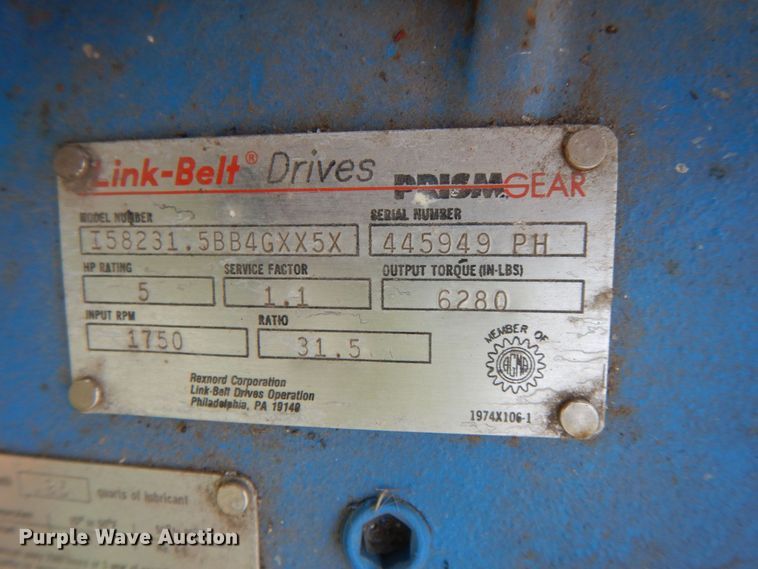 Link-Belt® Drives PRISMGEAR
MODEL NUMBER SERIAL NUMBER
I58231.5BB4GXX5X 445949 PH
HP RATING SERVICE FACTOR OUTPUT TORQUE (IN-LBS)
5 1.1 6280
INPUT RPM RATIO
1750 31.5
MEMBER OF
AGMA
Rexnord Corporation
Link-Belt Drives Operation
Philadelphia, PA 19149
1974X106-1
quarts of lubricant
Purple Wave Auction